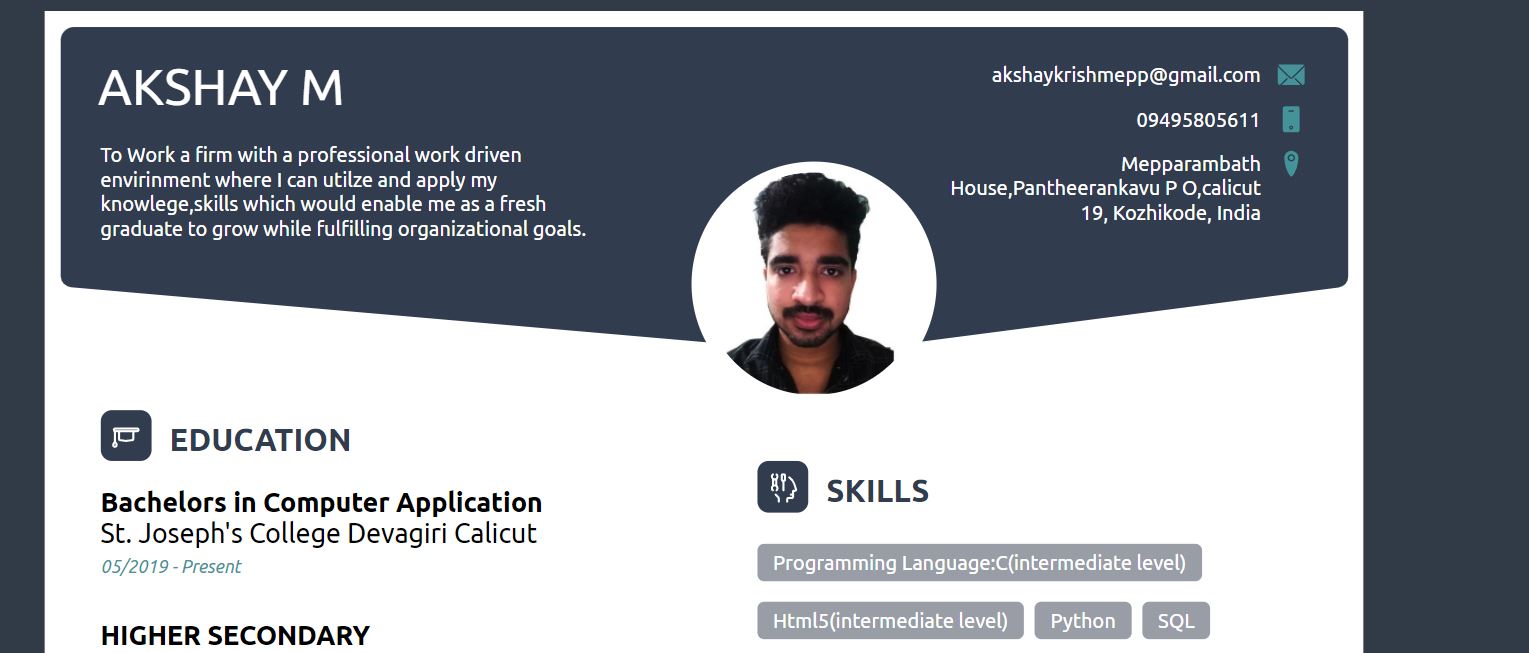 AKSHAY M
To Work a firm with a professional work driven
envirinment where I can utilze and apply my
knowlege,skills which would enable me as a fresh
graduate to grow while fulfilling organizational goals.
akshaykrishmepp@gmail.com
09495805611
Mepparambath
House,Pantheerankavu P O,calicut
19, Kozhikode, India
EDUCATION
Bachelors in Computer Application
St. Joseph's College Devagiri Calicut
05/2019 - Present
HIGHER SECONDARY
SKILLS
Programming Language:C(intermediate level)
Html5(intermediate level) Python SQL